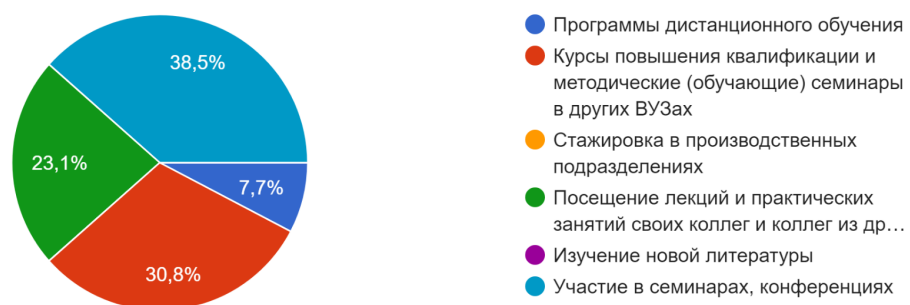 38,5%
23,1%
7,7%
30,8%
Программы дистанционного обучения
Курсы повышения квалификации и
методические (обучающие) семинары
в других ВУЗах
Стажировка в производственных
подразделениях
Посещение лекций и практических
занятий своих коллег и коллег из др…
Изучение новой литературы
Участие в семинарах, конференциях